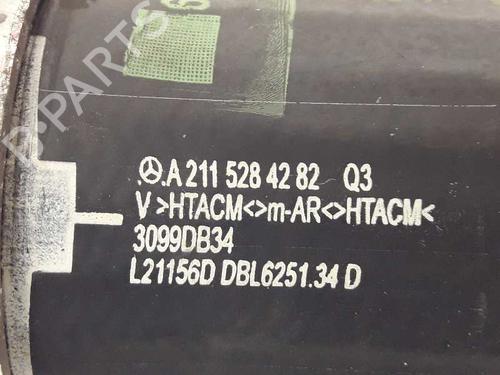 B-PARTS
A 211 528 42 82 Q3
V >HTACM<>m-AR<>HTACM<
3099DB34
L21156D DBL6251.34 D